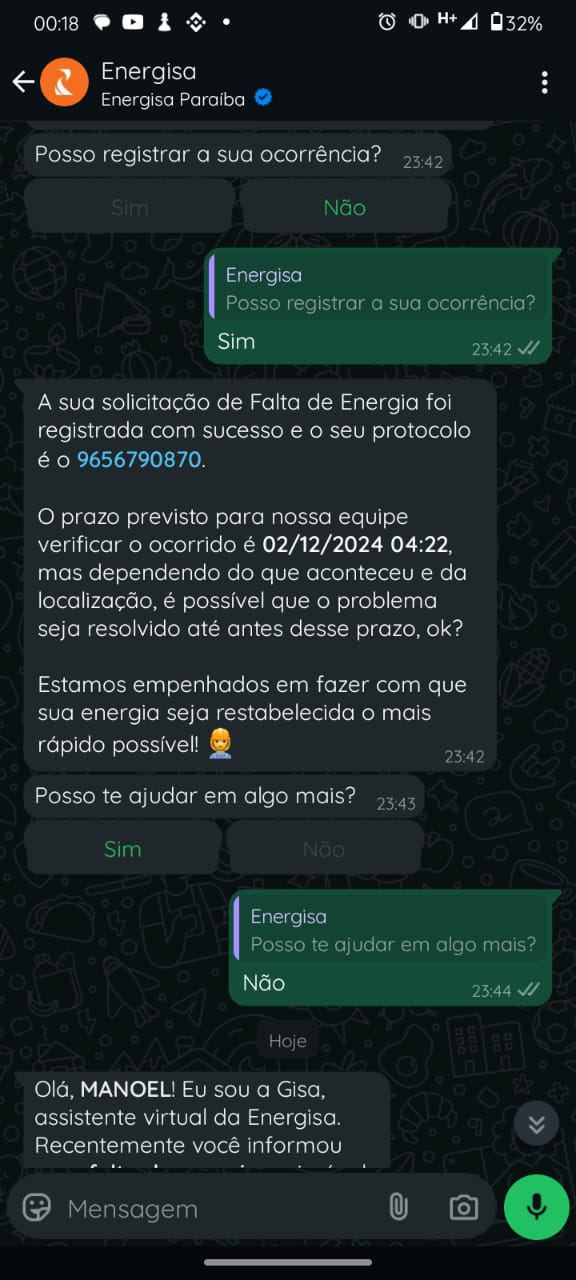 00:18
H+
32%
Energisa
Energisa Paraíba
Posso registrar a sua ocorrência?
23:42
Sim
Não
Energisa
Posso registrar a sua ocorrência?
Sim
23:42
A sua solicitação de Falta de Energia foi
registrada com sucesso e o seu protocolo
é o 9656790870.
O prazo previsto para nossa equipe
verificar o ocorrido é 02/12/2024 04:22,
mas dependendo do que aconteceu e da
localização, é possível que o problema
seja resolvido até antes desse prazo, ok?
Estamos empenhados em fazer com que
sua energia seja restabelecida o mais
rápido possível!
23:42
Posso te ajudar em algo mais?
23:43
Sim
Não
Energisa
Posso te ajudar em algo mais?
Não
23:44
Hoje
Olá, MANOEL! Eu sou a Gisa,
assistente virtual da Energisa.
Recentemente você informou
Mensagem